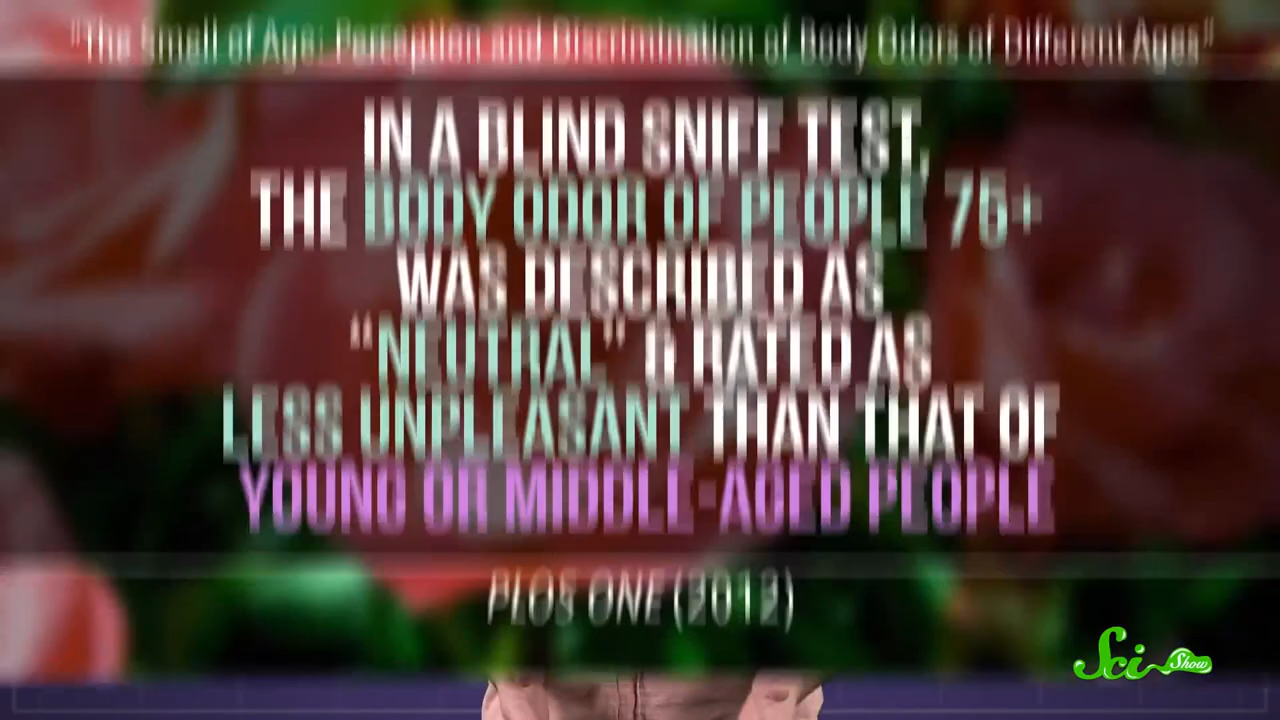 "The Smell of Age: Perception and Discrimination of Body Odors of Different Ages"
IN A BLIND SNIFF TEST,
THE BODY ODOR OF PEOPLE 75+
WAS DESCRIBED AS
"NEUTRAL" & RATED AS
LESS UNPLEASANT THAN THAT OF
YOUNG OR MIDDLE-AGED PEOPLE
PLOS ONE (2012)
Sci Show